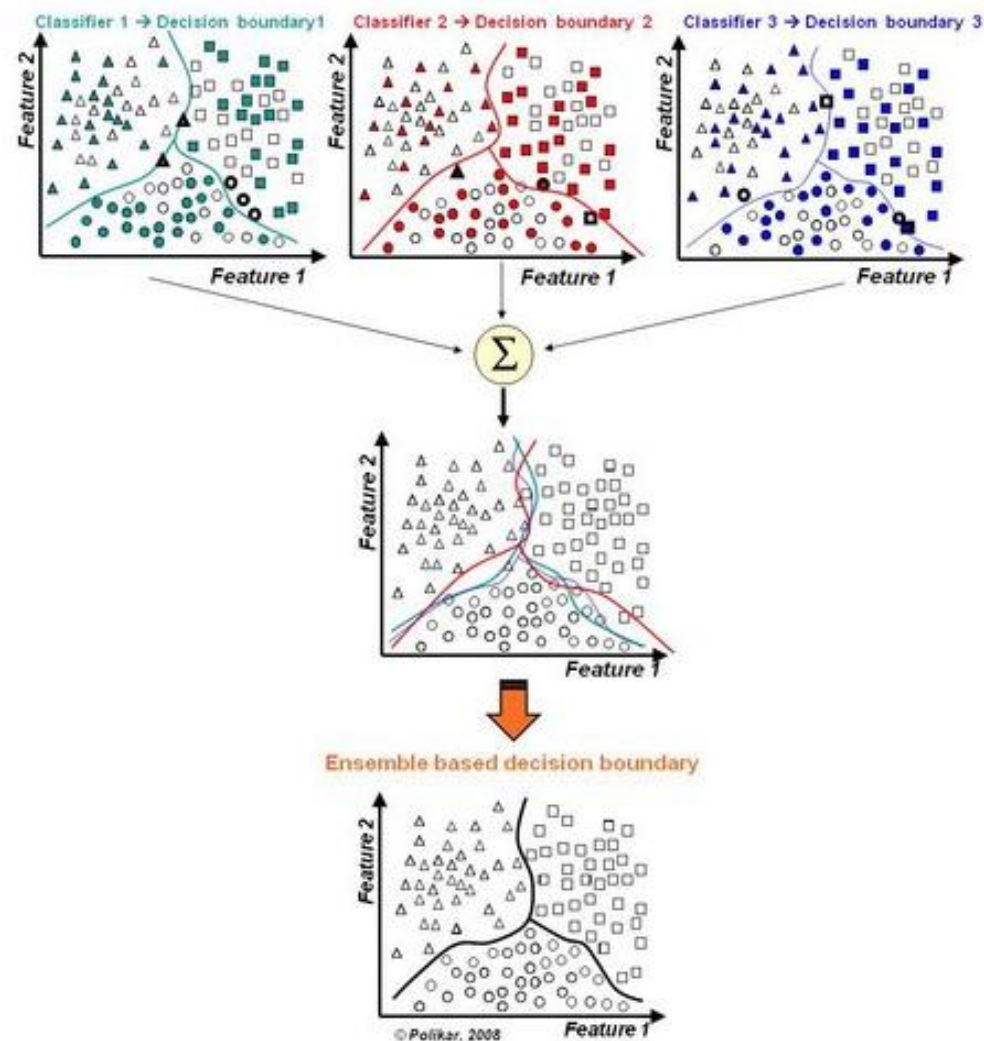 Classifier 1 → Decision boundary1
Classifier 2 → Decision boundary 2
Classifier 3 → Decision boundary 3
Feature 2
Feature 1
Feature 2
Feature 1
Feature 2
Feature 1
Σ
Feature 2
Feature 1
Ensemble based decision boundary
Feature 2
Feature 1
© Polikar, 2008